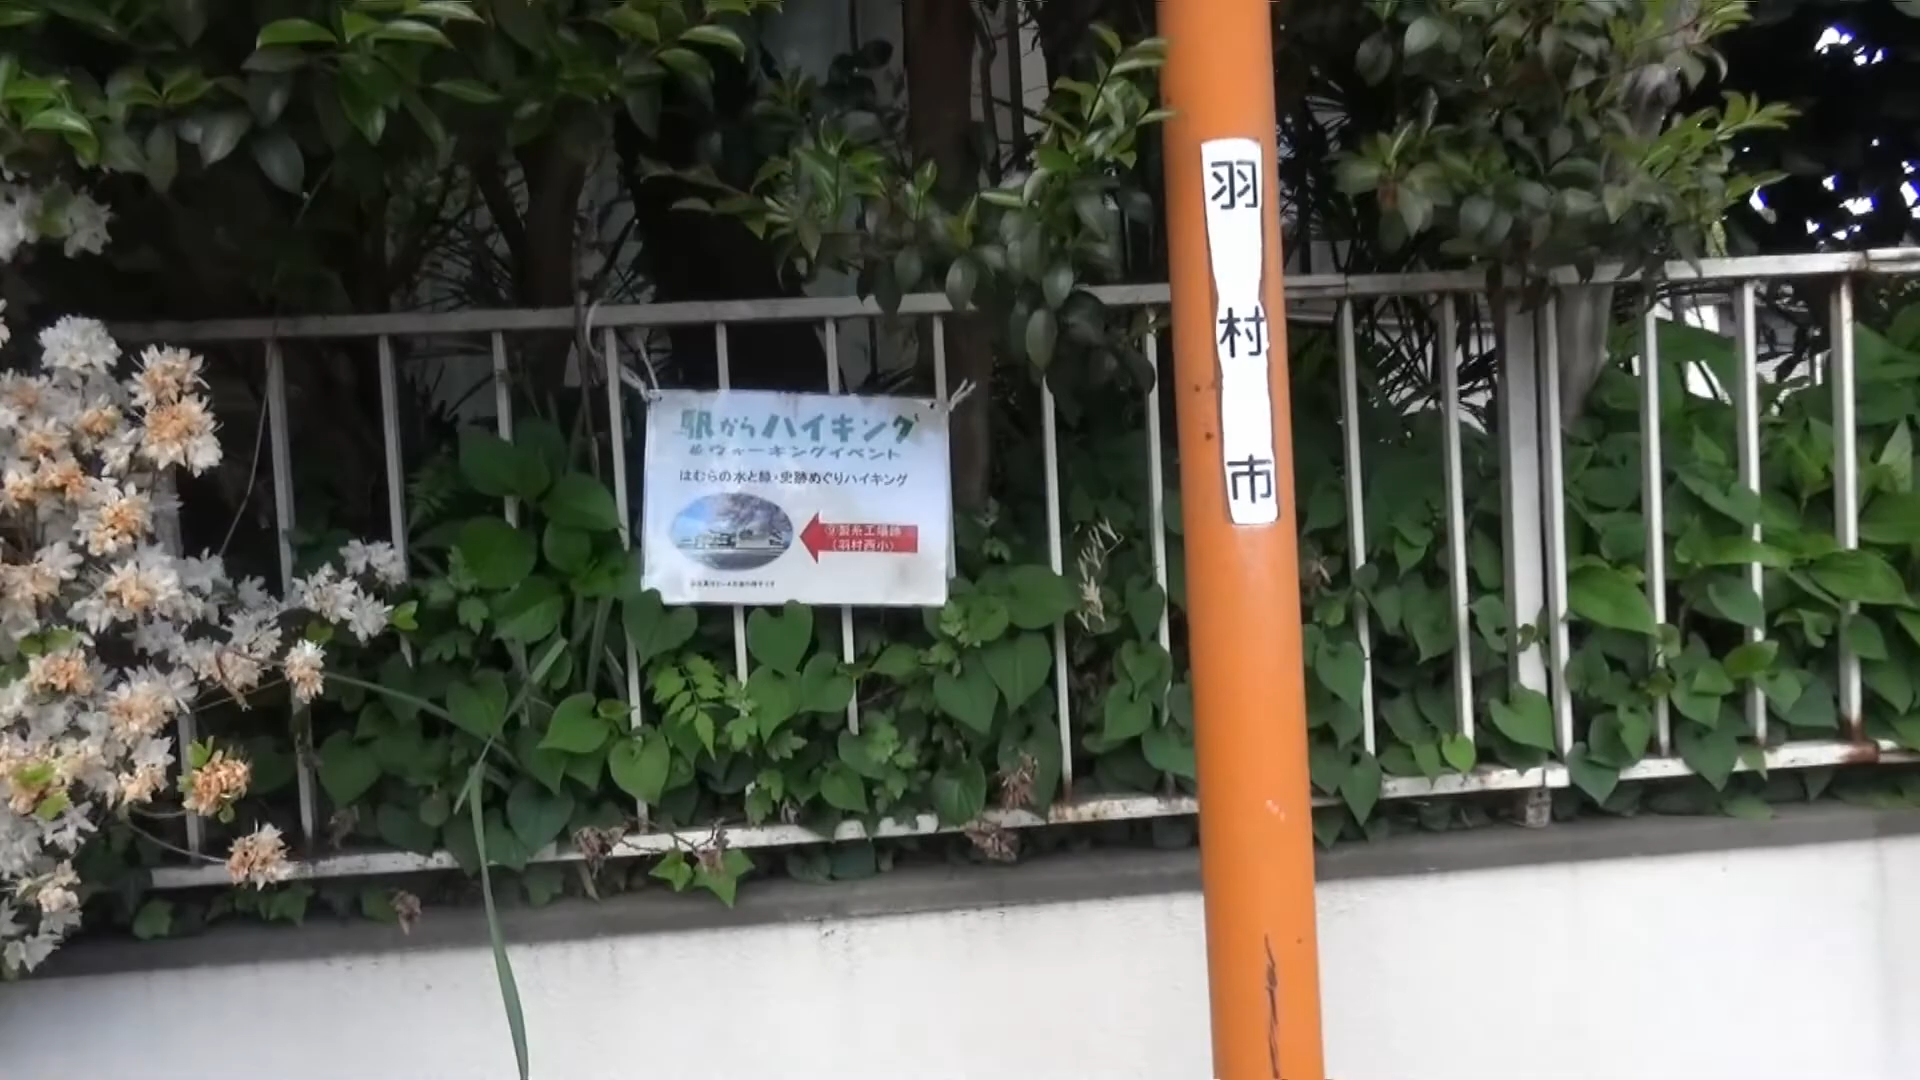 駅からハイキング
&ウォーキングイベント
はむらの水と緑・史跡めぐりハイキング
⑨製糸工場跡
(羽村西小)
羽村市